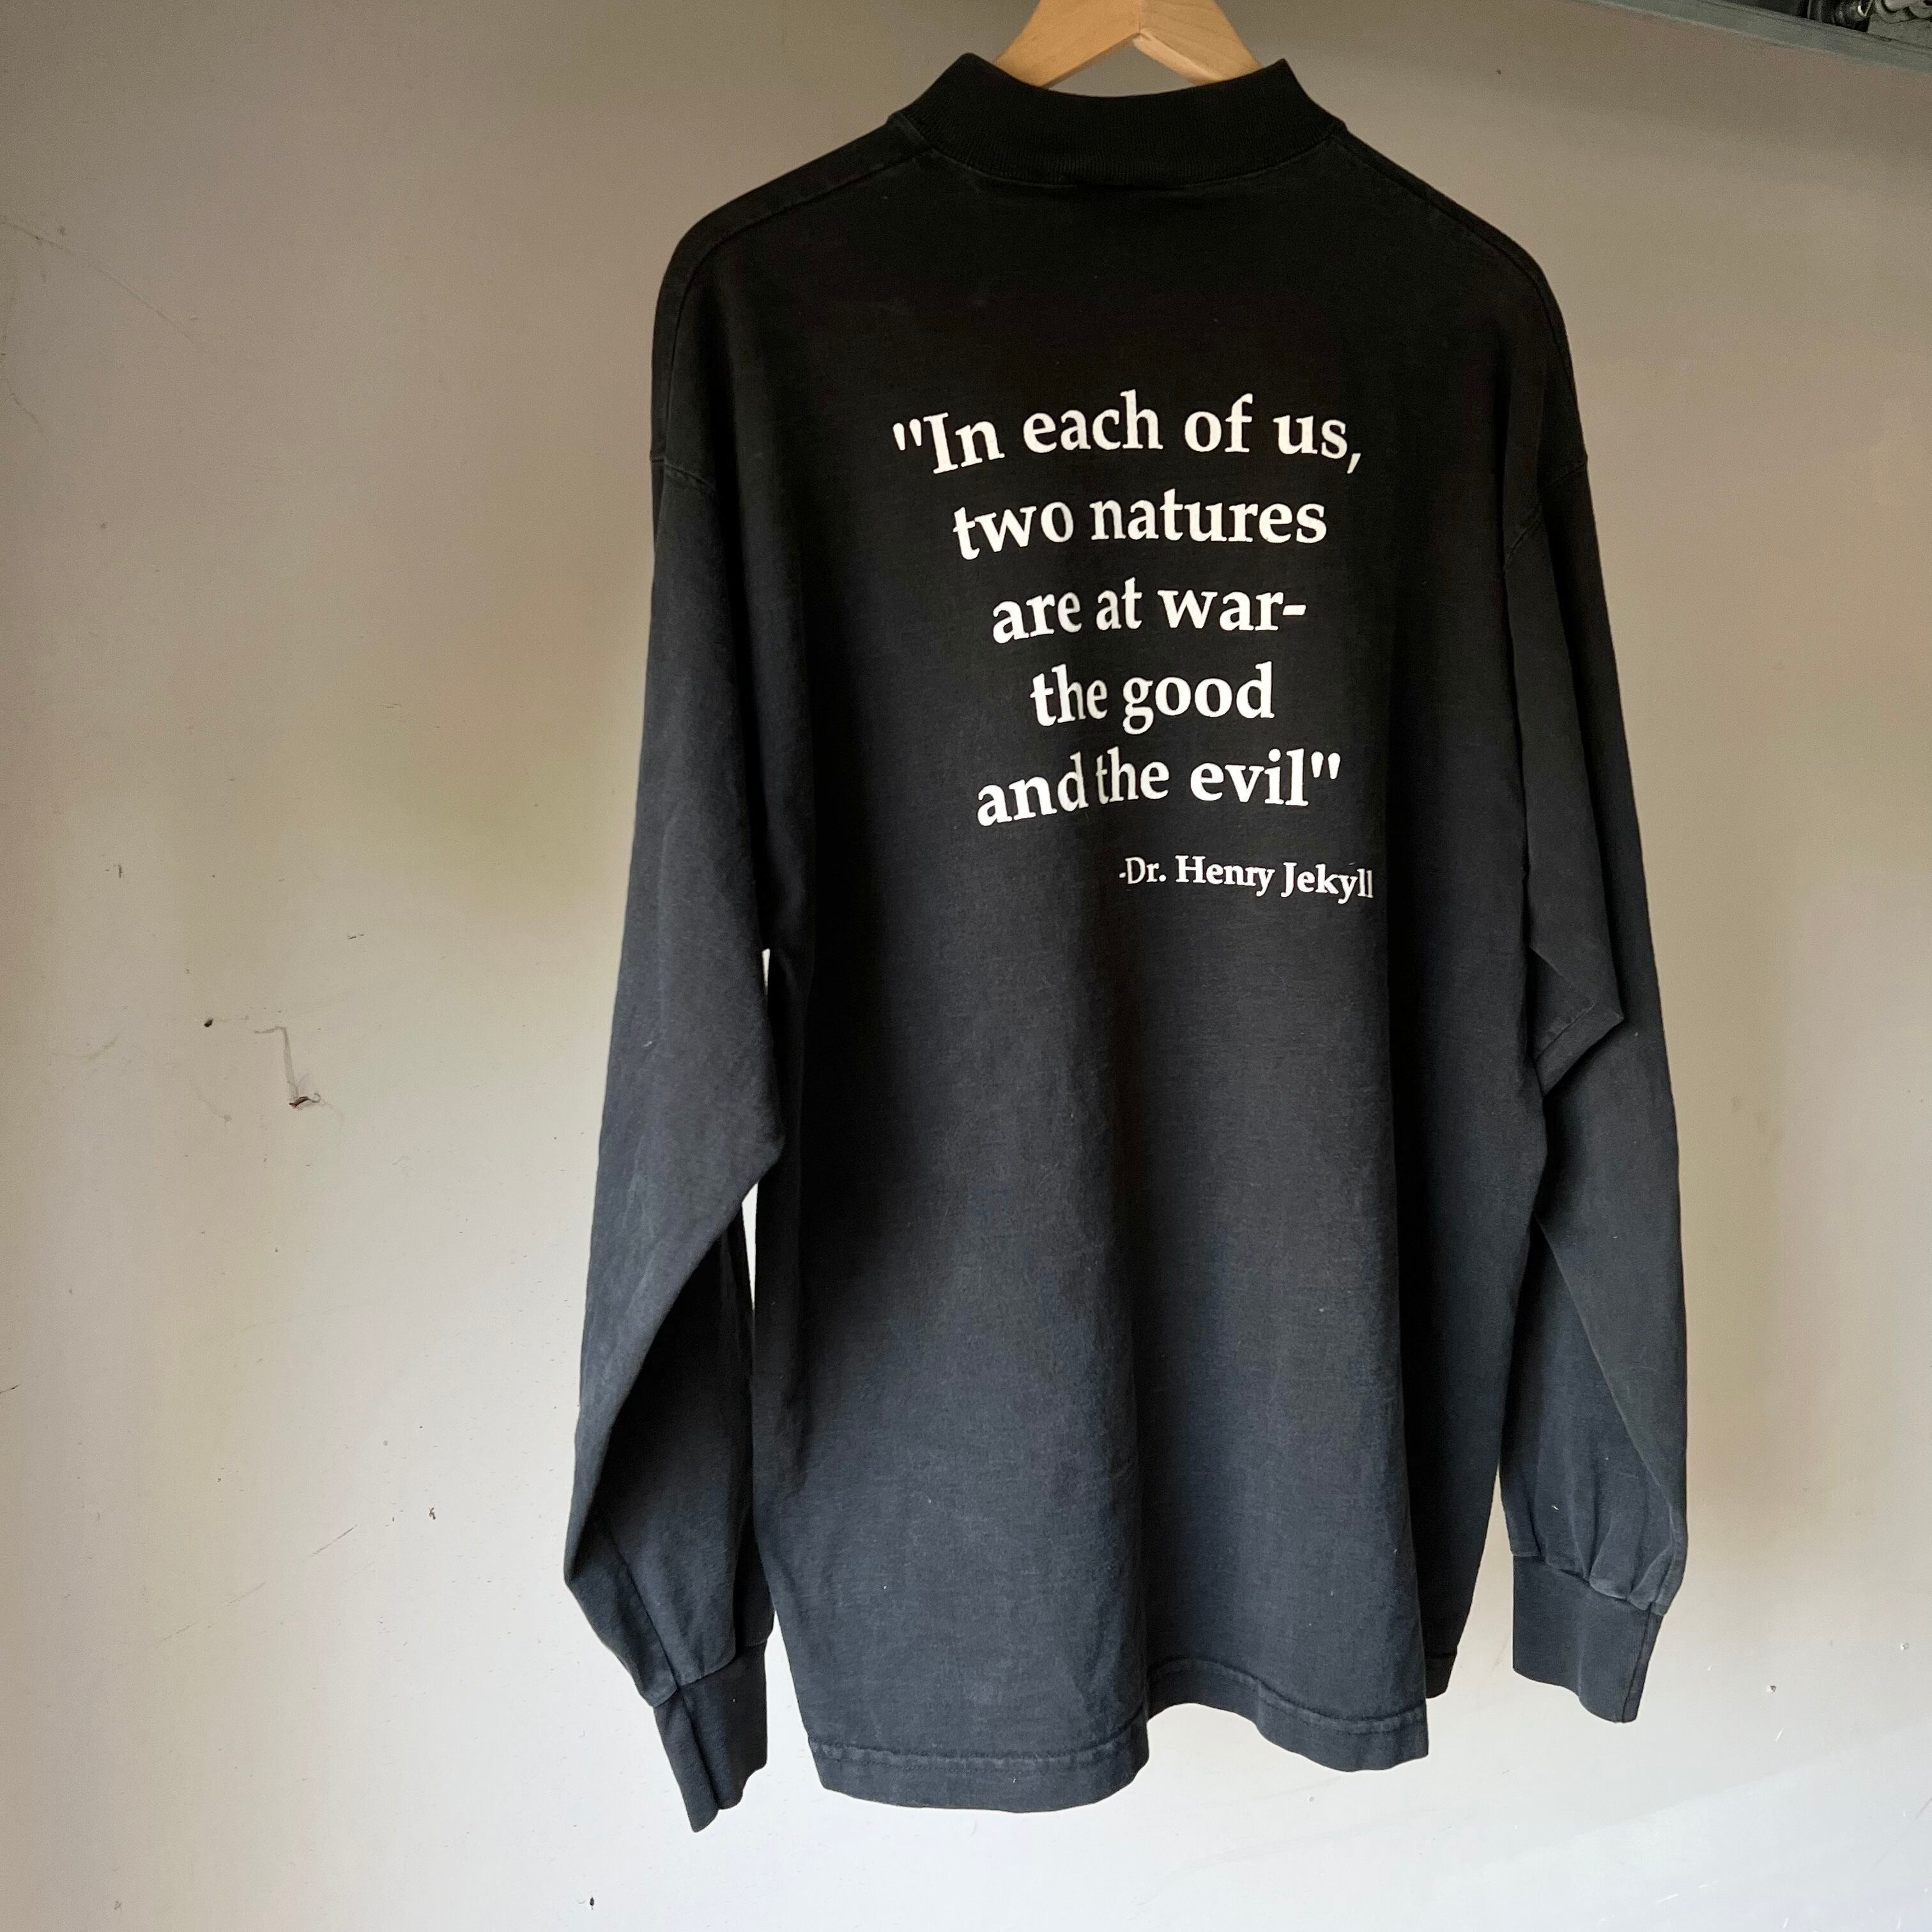 "In each of us,
two natures
are at war-
the good
and the evil"
-Dr. Henry Jekyll